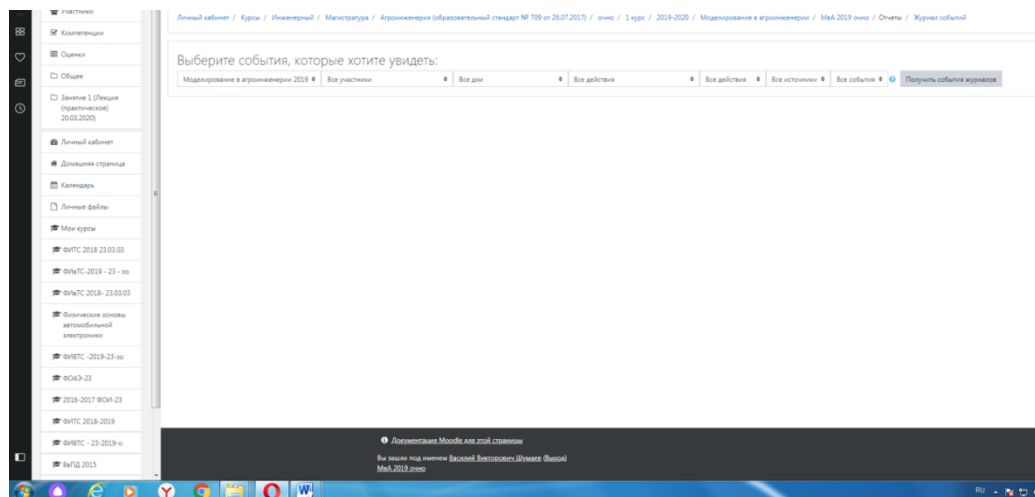 Участники
Личный кабинет / Курсы / Инженерный / Магистратура / Агроинженерия (образовательный стандарт № 709 от 26.07.2017) / очно / 1 курс / 2019-2020 / Моделирование в агроинженерии / МвА 2019 очно / Отчеты / Журнал событий
Компетенции
Оценки
Общее
Занятие 1 (Лекция
(практическое)
20.03.2020)
Личный кабинет
Домашняя страница
Календарь
Личные файлы
Мои курсы
ФИТС 2018 23.03.03
ФИвТС-2019 - 23 - зо
ФИвТС 2018- 23.03.03
Физические основы
автомобильной
электроники
ФИВТС -2019-23-зо
ФОАЭ-23
2016-2017 ФОИ-23
ФИТС 2018-2019
ФИВТС - 23-2019-о
ВвПД 2015
Выберите события, которые хотите увидеть:
Моделирование в агроинженерии 2019 Все участники Все дни Все действия Все действия Все источники Все события Получить события журналов
Документация Moodle для этой страницы
Вы зашли под именем Василий Викторович Шумаев (Выход)
МвА 2019 очно
RU